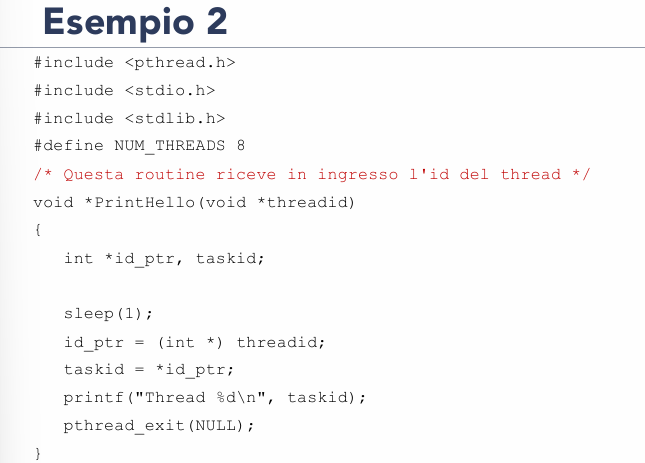 Esempio 2
#include <pthread.h>
#include <stdio.h>
#include <stdlib.h>
#define NUM_THREADS 8
/* Questa routine riceve in ingresso l'id del thread */
void *PrintHello(void *threadid)
{
int *id_ptr, taskid;
sleep(1);
id_ptr = (int *) threadid;
taskid = *id_ptr;
printf("Thread %d\n", taskid);
pthread_exit(NULL);
}